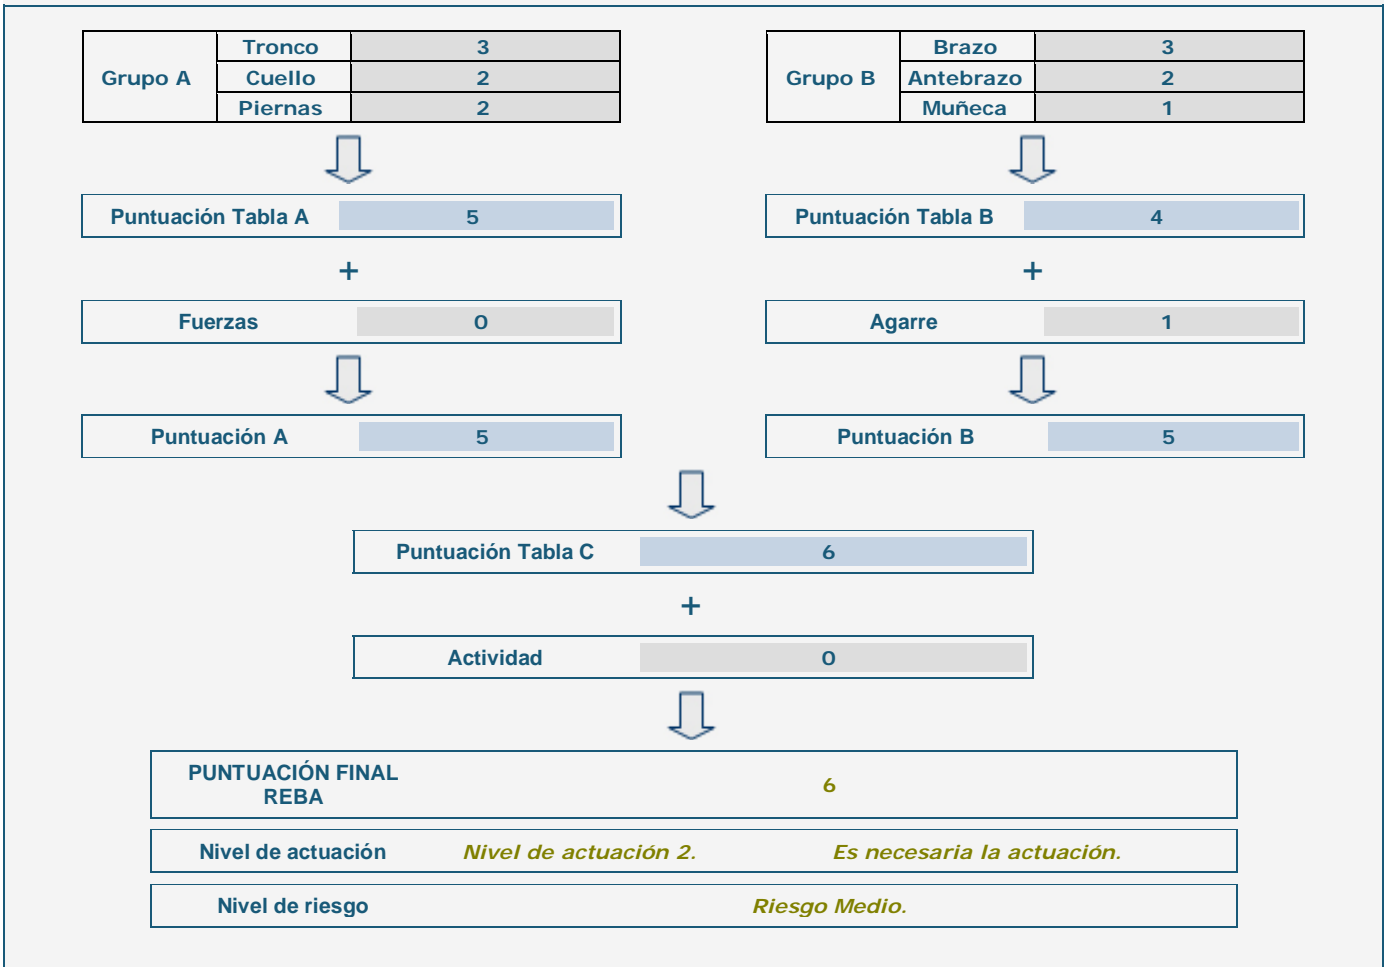 Grupo A
Tronco 3
Cuello 2
Piernas 2
Grupo B
Brazo 3
Antebrazo 2
Muñeca 1
Puntuación Tabla A 5
Puntuación Tabla B 4
+
+
Fuerzas 0
Agarre 1
Puntuación A 5
Puntuación B 5
Puntuación Tabla C 6
+
Actividad 0
PUNTUACIÓN FINAL
REBA
6
Nivel de actuación Nivel de actuación 2. Es necesaria la actuación.
Nivel de riesgo Riesgo Medio.